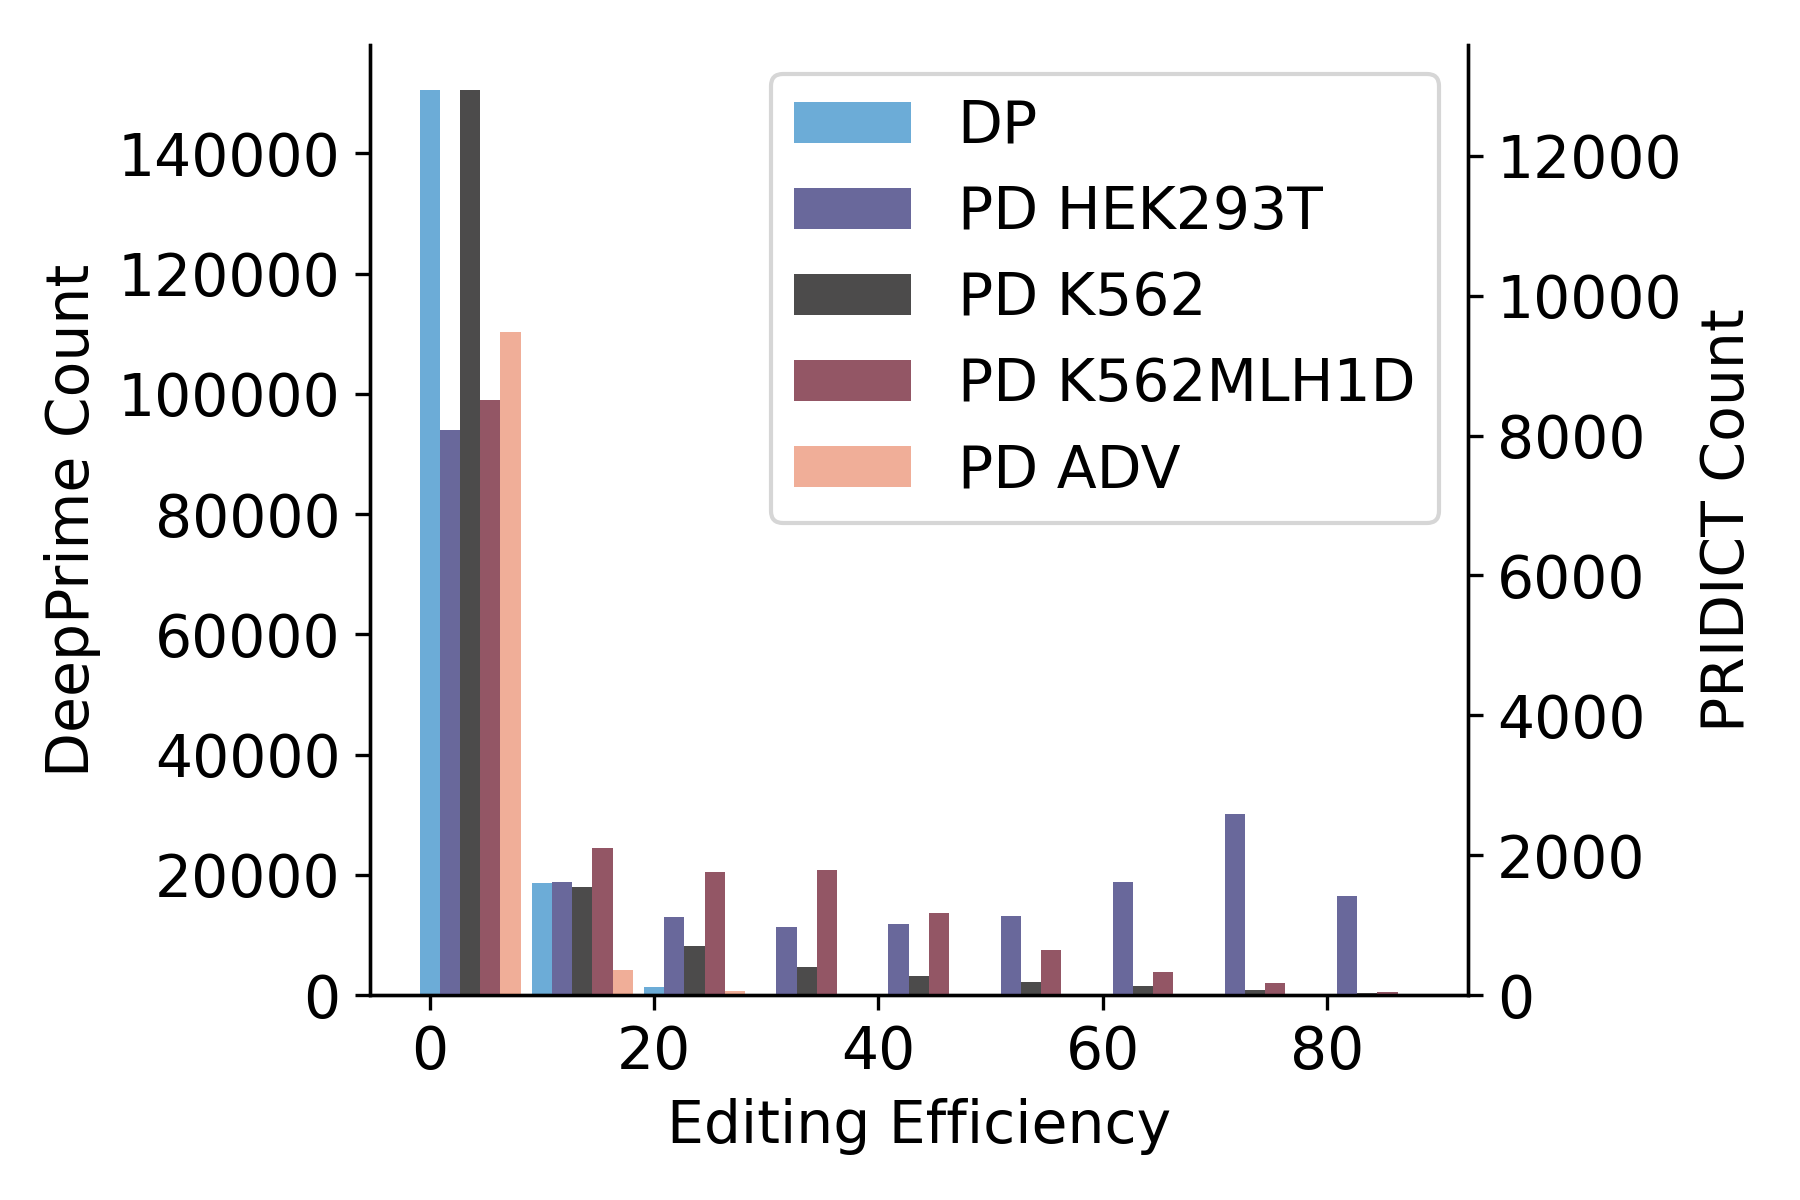 DeepPrime Count
140000
120000
100000
80000
60000
40000
20000
0
DP
PD HEK293T
PD K562
PD K562MLH1D
PD ADV
12000
10000
8000
6000
4000
2000
0
PRIDICT Count
0 20 40 60 80
Editing Efficiency